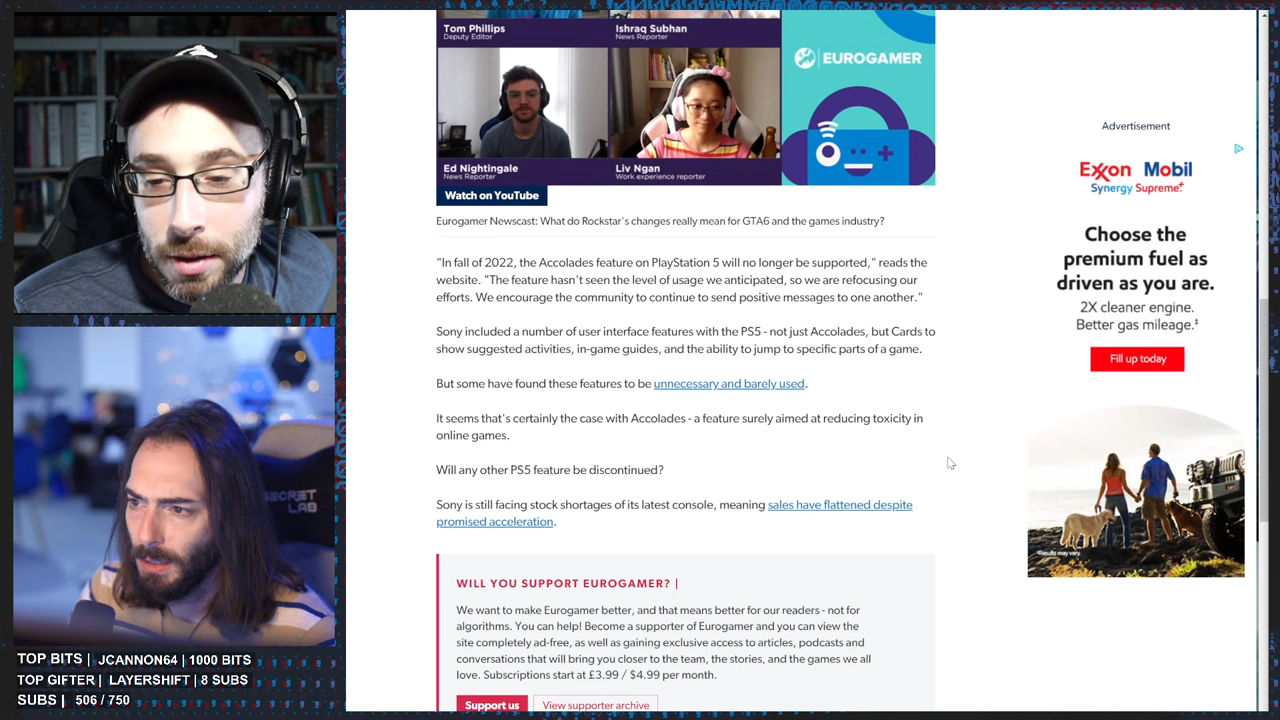 Tom Phillips
Deputy Editor
Ishraq Subhan
News Reporter
EUROGAMER
Ed Nightingale
News Reporter
Liv Ngan
Work experience reporter
Watch on YouTube
Eurogamer Newscast: What do Rockstar's changes really mean for GTA6 and the games industry?
"In fall of 2022, the Accolades feature on PlayStation 5 will no longer be supported," reads the
website. "The feature hasn't seen the level of usage we anticipated, so we are refocusing our
efforts. We encourage the community to continue to send positive messages to one another."
Sony included a number of user interface features with the PS5 - not just Accolades, but Cards to
show suggested activities, in-game guides, and the ability to jump to specific parts of a game.
But some have found these features to be unnecessary and barely used.
It seems that's certainly the case with Accolades - a feature surely aimed at reducing toxicity in
online games.
Will any other PS5 feature be discontinued?
Sony is still facing stock shortages of its latest console, meaning sales have flattened despite
promised acceleration.
WILL YOU SUPPORT EUROGAMER? |
We want to make Eurogamer better, and that means better for our readers - not for
algorithms. You can help! Become a supporter of Eurogamer and you can view the
site completely ad-free, as well as gaining exclusive access to articles, podcasts and
conversations that will bring you closer to the team, the stories, and the games we all
love. Subscriptions start at £3.99 / $4.99 per month.
Support us
View supporter archive
Advertisement
Exxon Mobil
Synergy Supreme+
Choose the
premium fuel as
driven as you are.
2X cleaner engine.
Better gas mileage.‡
Fill up today
‡Results may vary.
SECRET
LAB
TOP BITS | JCANNON64 | 1000 BITS
TOP GIFTER | LAYERSHIFT | 8 SUBS
SUBS | 506 / 750